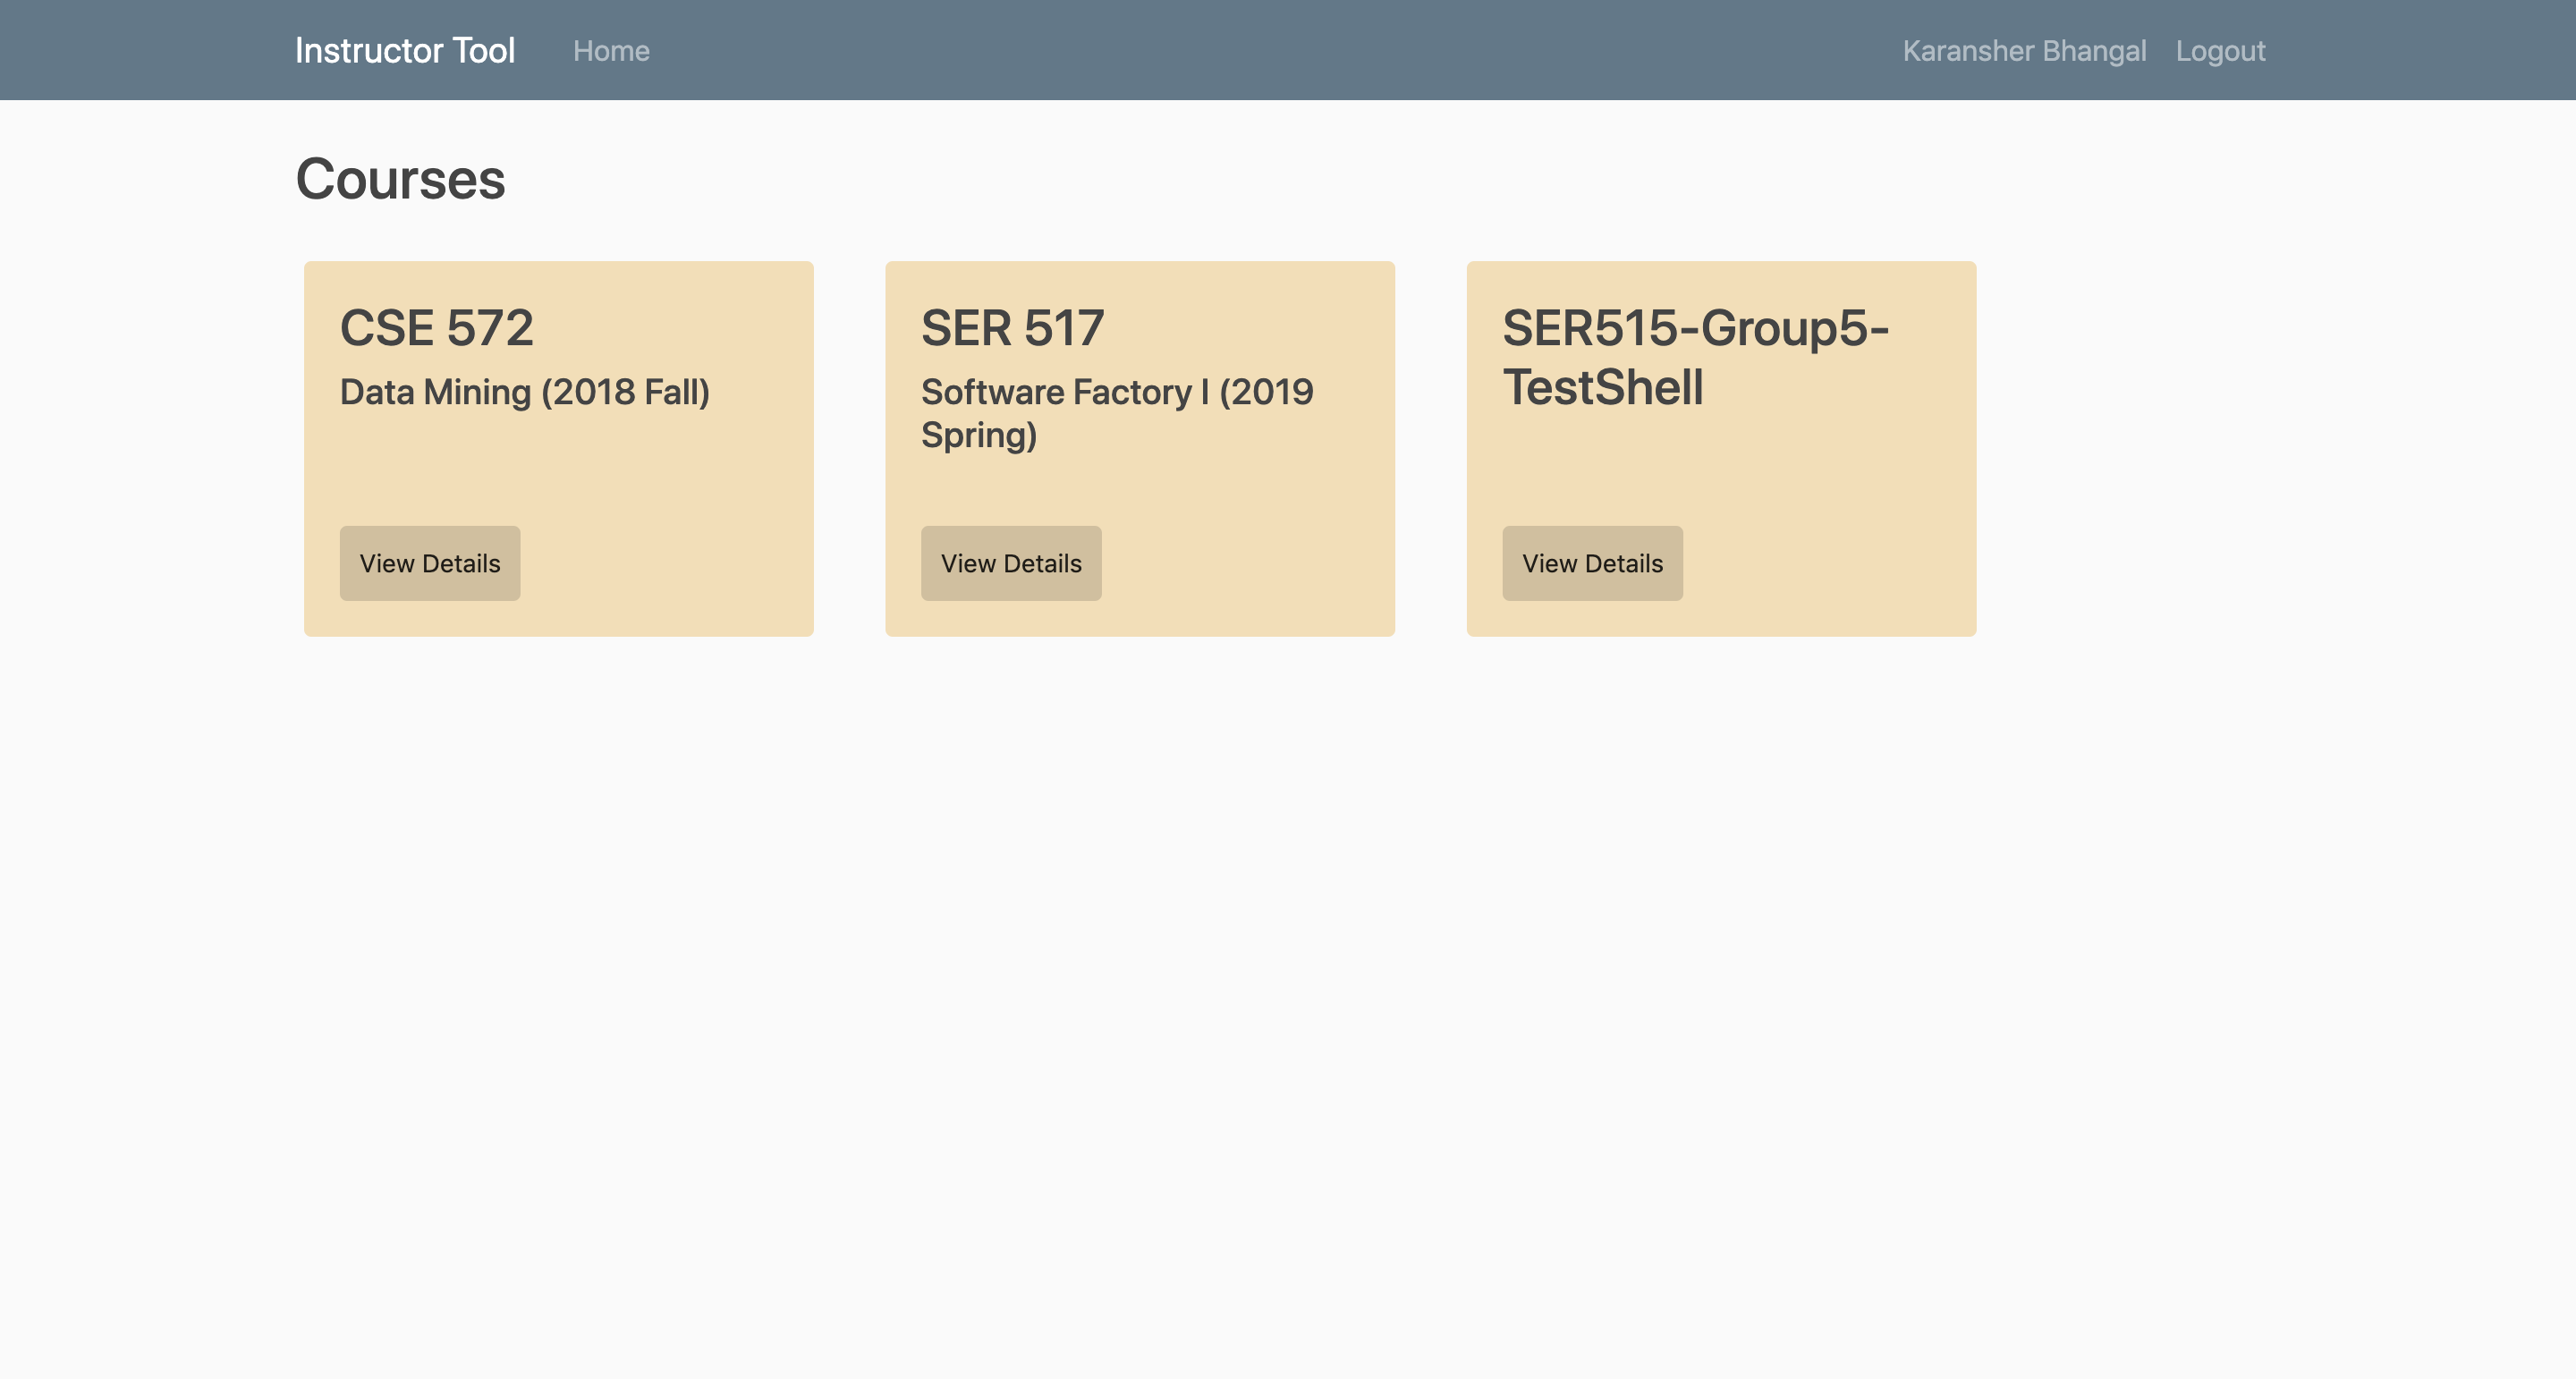 Instructor Tool Home Karansher Bhangal Logout
Courses
CSE 572
Data Mining (2018 Fall)
View Details
SER 517
Software Factory I (2019
Spring)
View Details
SER515-Group5-
TestShell
View Details